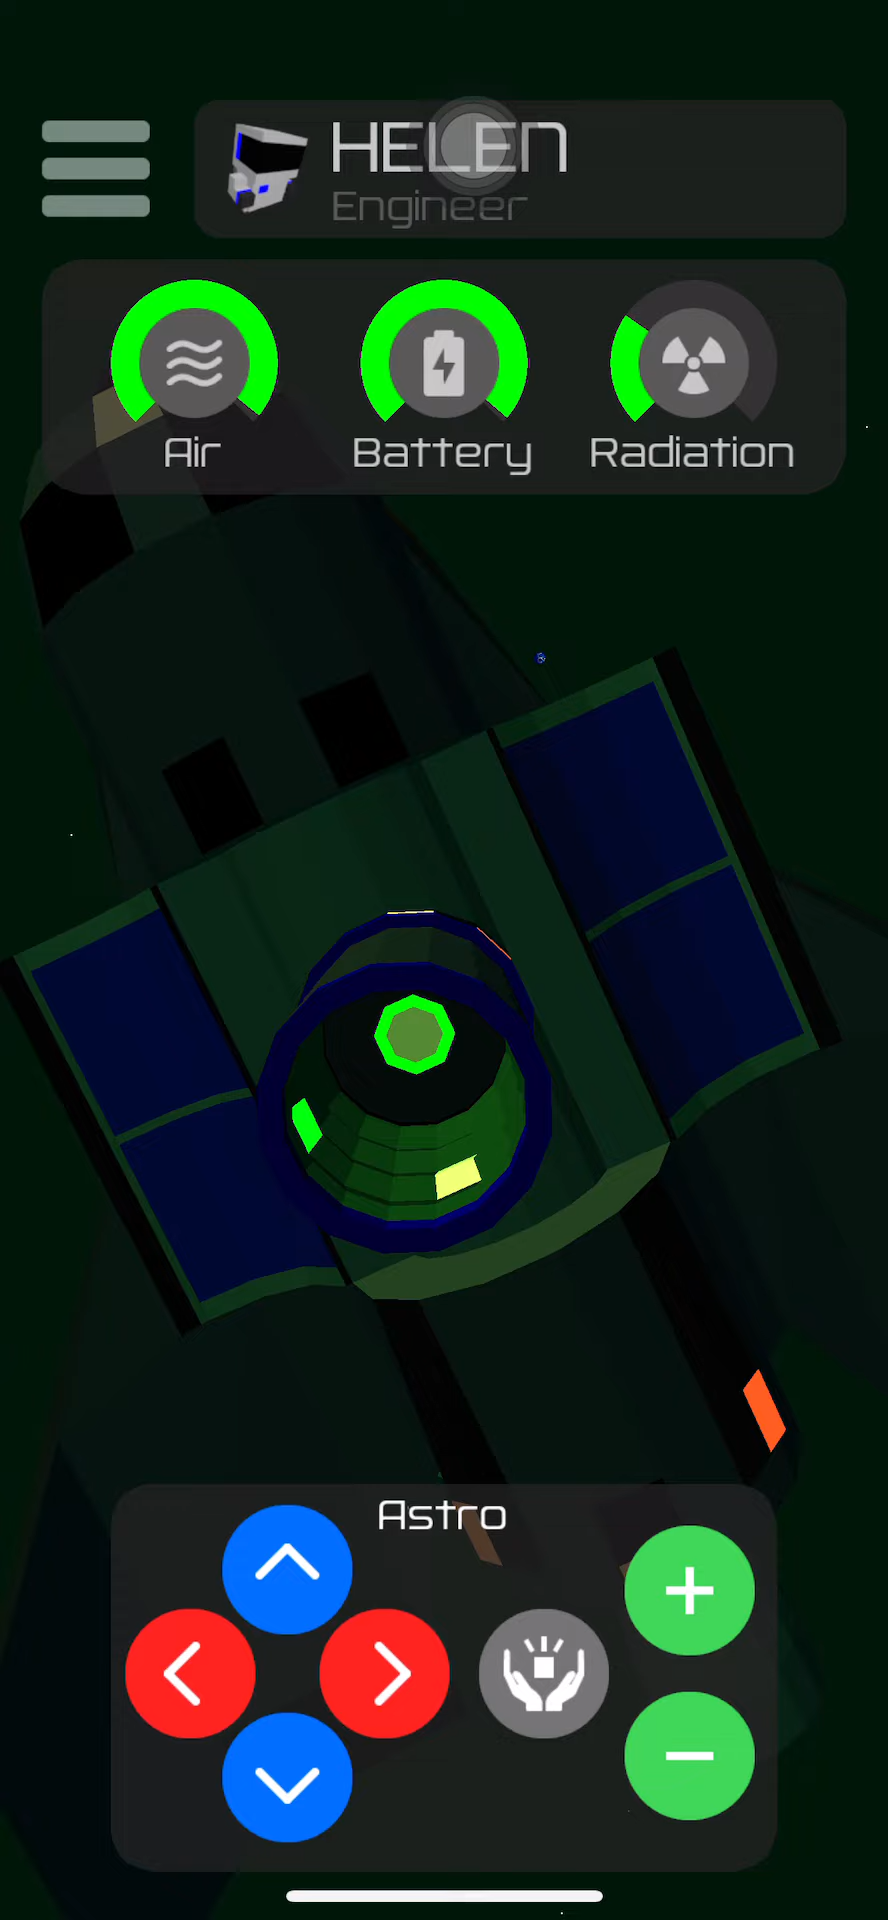 HELEN
Engineer
Air
Battery
Radiation
Astro